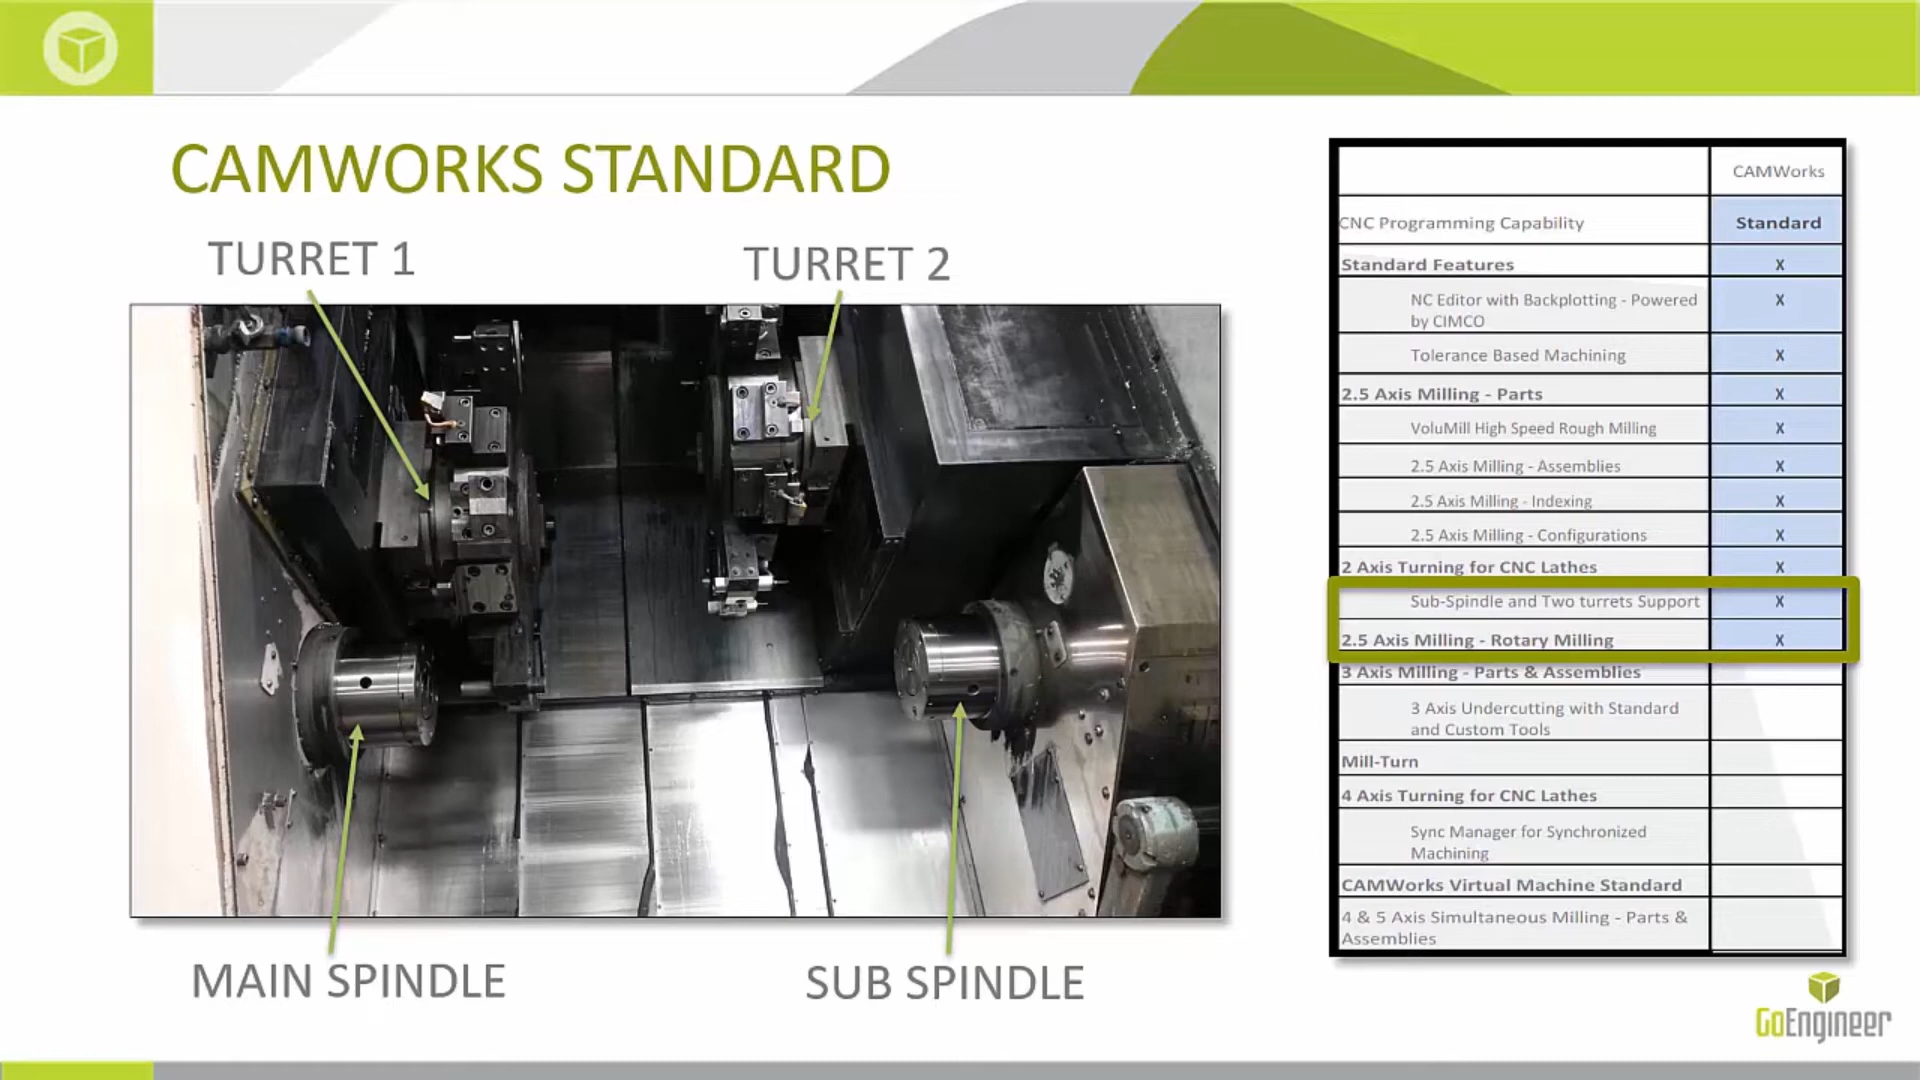 CAMWORKS STANDARD
TURRET 1
TURRET 2
MAIN SPINDLE
SUB SPINDLE
CAMWorks
CNC Programming Capability Standard
Standard Features X
NC Editor with Backplotting - Powered X
by CIMCO
Tolerance Based Machining X
2.5 Axis Milling - Parts X
VoluMill High Speed Rough Milling X
2.5 Axis Milling - Assemblies X
2.5 Axis Milling - Indexing X
2.5 Axis Milling - Configurations X
2 Axis Turning for CNC Lathes X
Sub-Spindle and Two turrets Support X
2.5 Axis Milling - Rotary Milling X
3 Axis Milling - Parts & Assemblies
3 Axis Undercutting with Standard
and Custom Tools
Mill-Turn
4 Axis Turning for CNC Lathes
Sync Manager for Synchronized
Machining
CAMWorks Virtual Machine Standard
4 & 5 Axis Simultaneous Milling - Parts &
Assemblies
GoEngineer